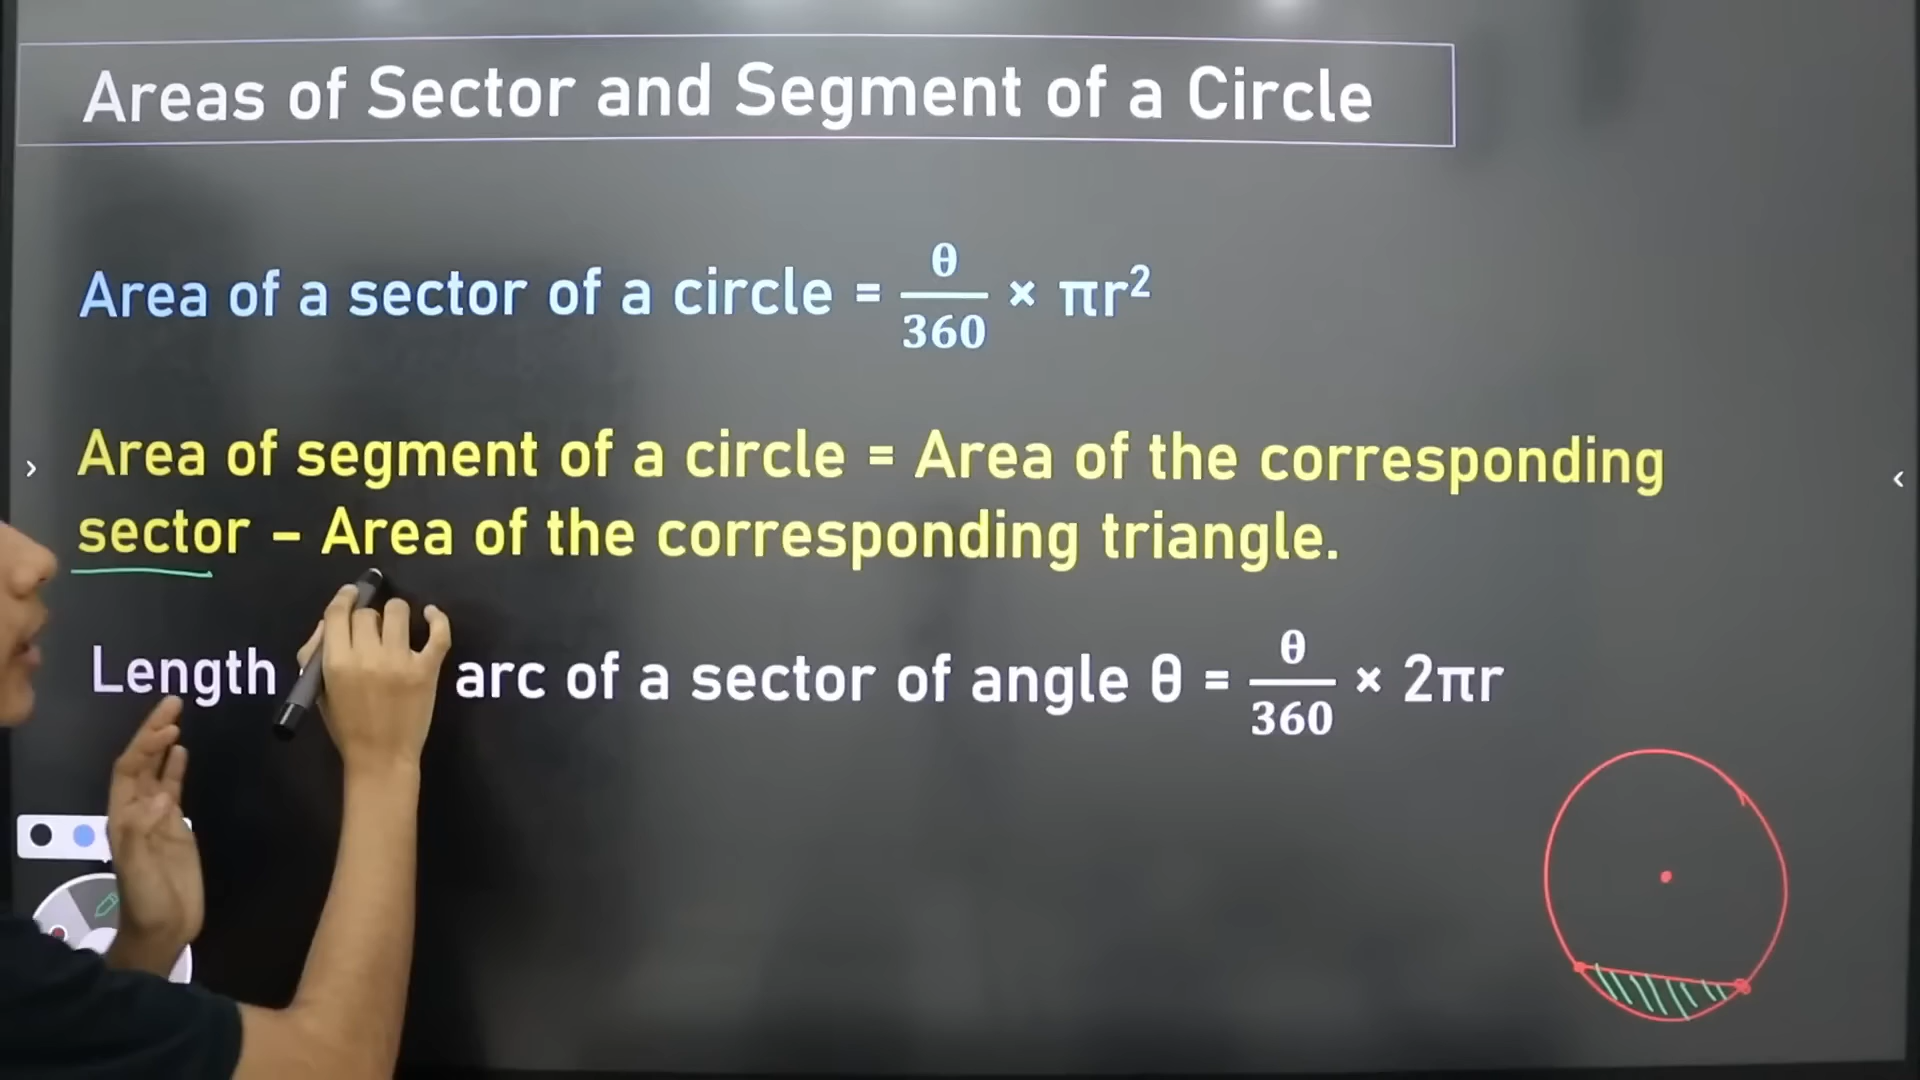 Areas of Sector and Segment of a Circle
Area of a sector of a circle = θ/360 × πr²
Area of segment of a circle = Area of the corresponding
sector – Area of the corresponding triangle.
Length arc of a sector of angle θ = θ/360 × 2πr